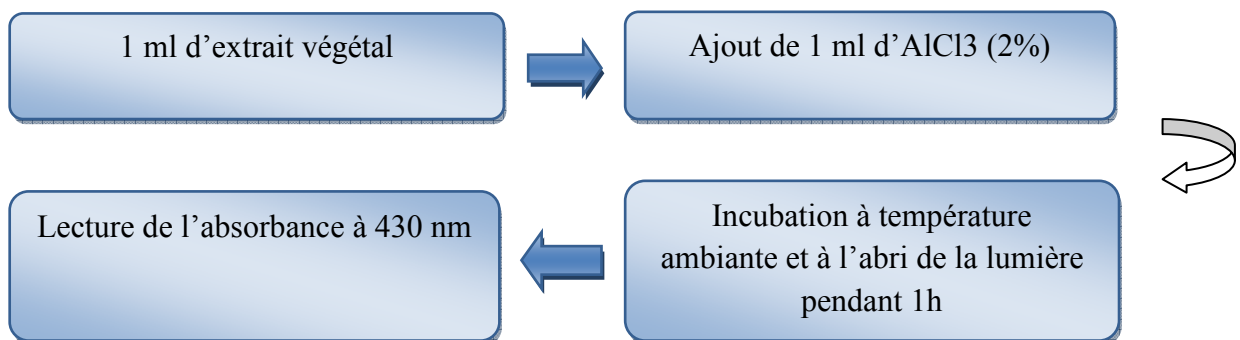 1 ml d’extrait végétal
Ajout de 1 ml d’AlCl3 (2%)
Incubation à température
ambiante et à l’abri de la lumière
pendant 1h
Lecture de l’absorbance à 430 nm